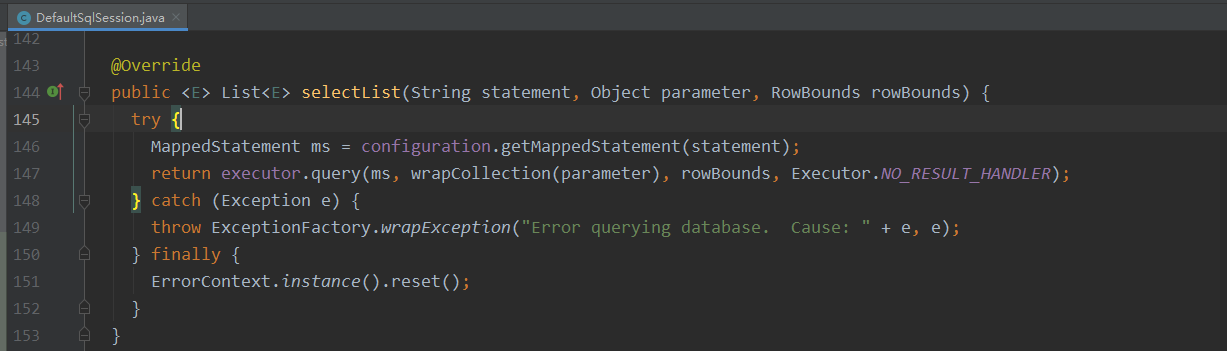 DefaultSqlSession.java
142
143 @Override
144 public <E> List<E> selectList(String statement, Object parameter, RowBounds rowBounds) {
145 try {
146 MappedStatement ms = configuration.getMappedStatement(statement);
147 return executor.query(ms, wrapCollection(parameter), rowBounds, Executor.NO_RESULT_HANDLER);
148 } catch (Exception e) {
149 throw ExceptionFactory.wrapException("Error querying database.  Cause: " + e, e);
150 } finally {
151 ErrorContext.instance().reset();
152 }
153 }